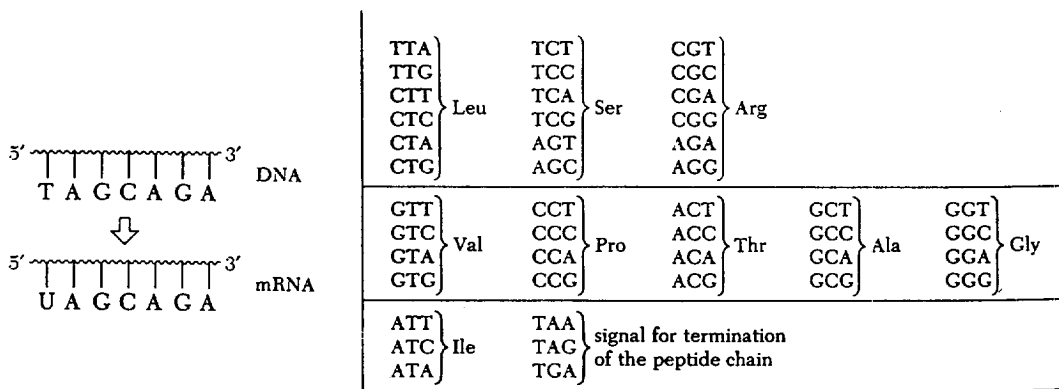 5′ 3′ DNA
T A G C A G A
5′ 3′ mRNA
U A G C A G A
TTA TCT CGT
TTG TCC CGC
CTT TCA CGA
Leu Ser Arg
CTC TCG CGG
CTA AGT AGA
CTG AGC AGG
GTT CCT ACT GCT GGT
GTC CCC ACC GCC GGC
Val Pro Thr Ala Gly
GTA CCA ACA GCA GGA
GTG CCG ACG GCG GGG
ATT TAA
signal for termination
ATC Ile TAG
of the peptide chain
ATA TGA